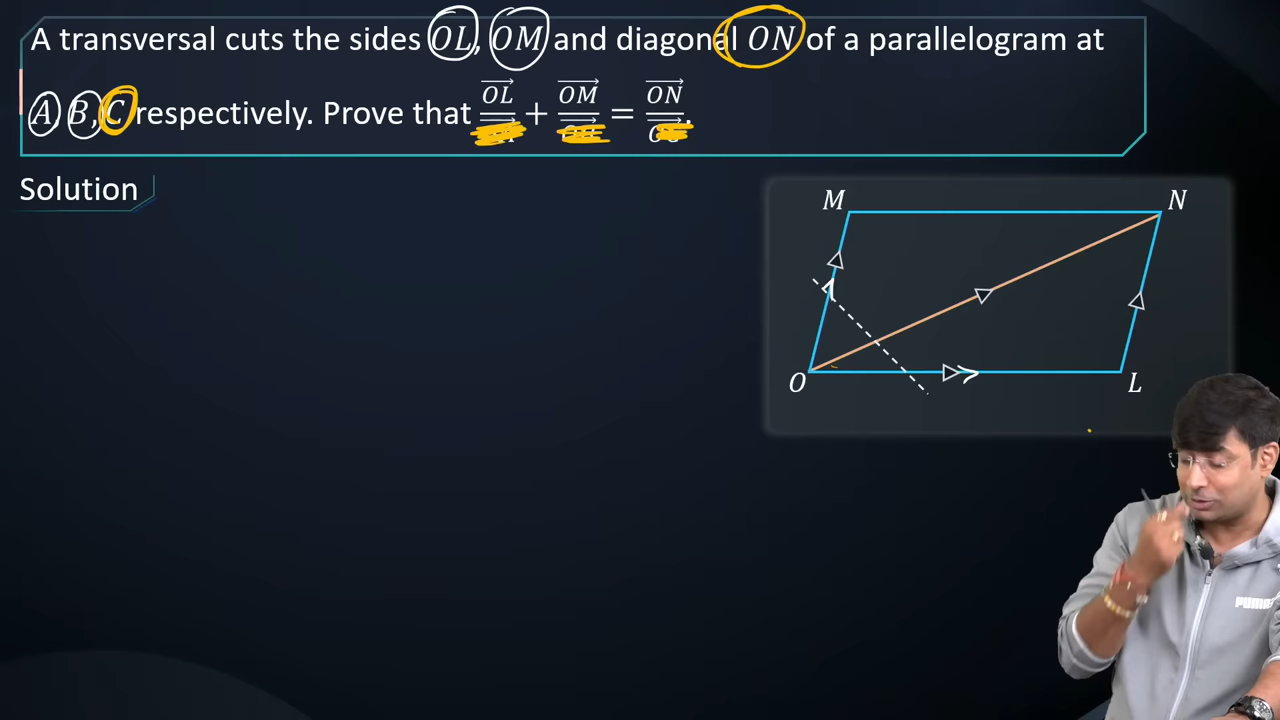 A transversal cuts the sides OL, OM and diagonal ON of a parallelogram at
A, B, C respectively. Prove that OL/ + OM/ = ON/.
Solution
M
N
O
L
PUMA